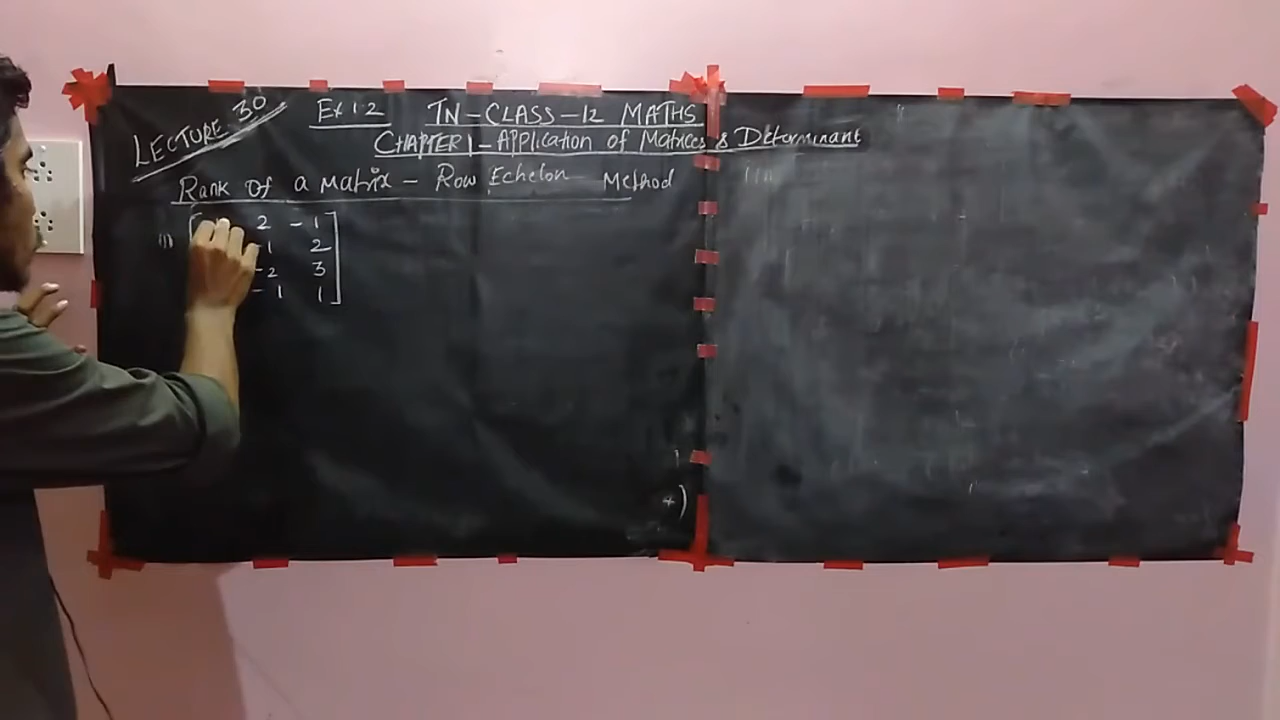 LECTURE 30 Ex 1.2 TN-CLASS-12 MATHS
CHAPTER 1 - Application of Matrices & Determinant
Rank of a Matrix - Row Echelon Method
2 -1
1 2
-2 3
-1 1